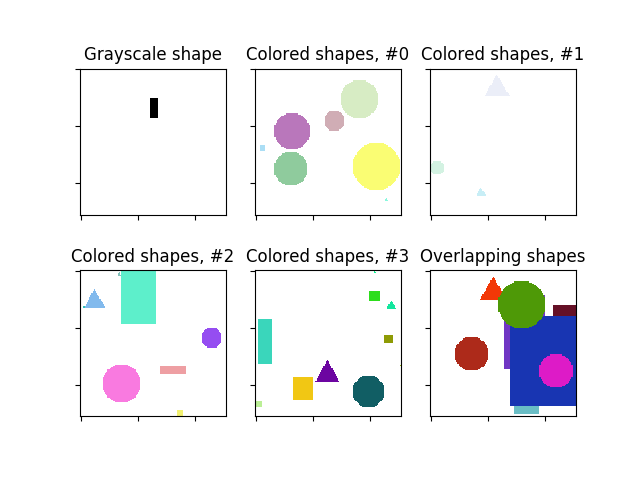 Grayscale shape
Colored shapes, #0
Colored shapes, #1
Colored shapes, #2
Colored shapes, #3
Overlapping shapes